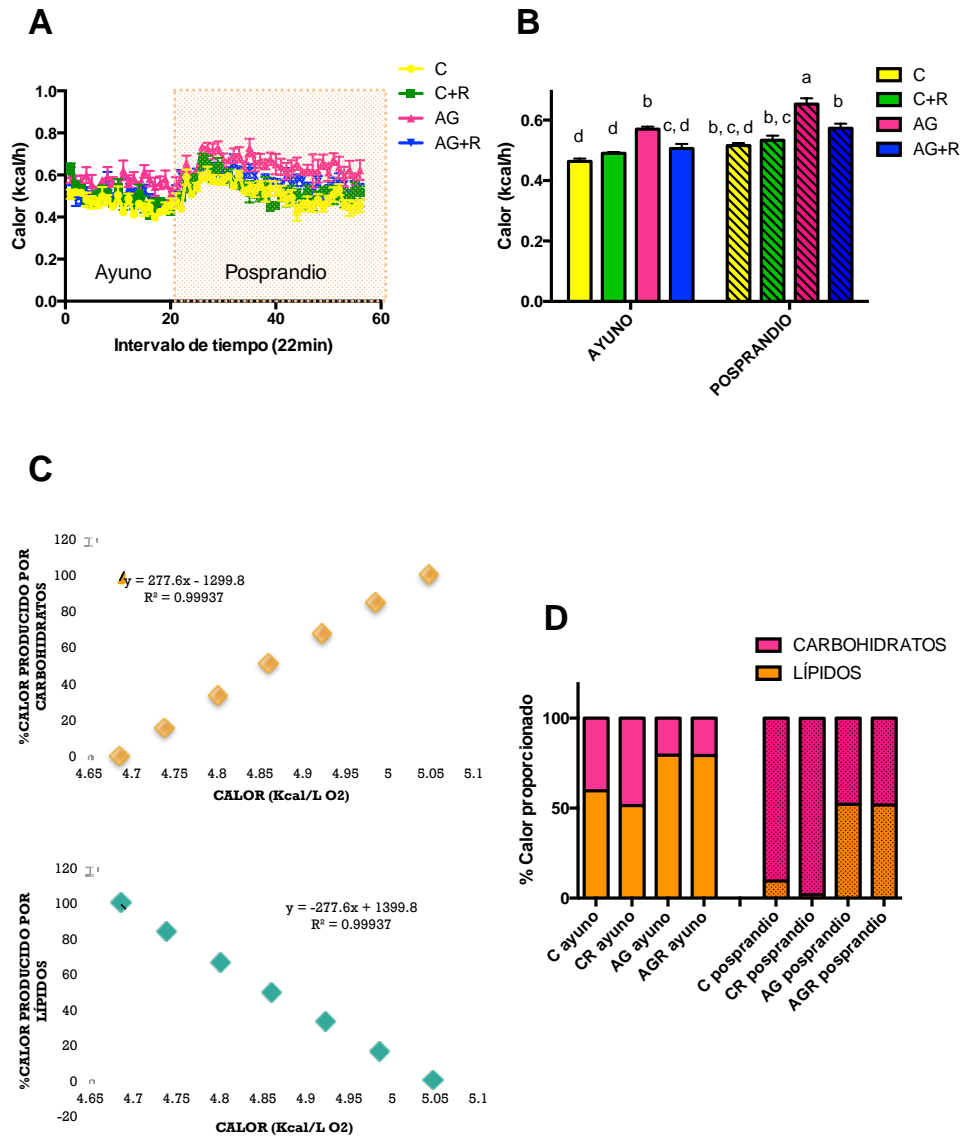 A
C
C+R
AG
AG+R
1.0
0.8
0.6
0.4
0.2
0.0
Calor (kcal/h)
Ayuno
Posprandio
0
20
40
60
Intervalo de tiempo (22min)
B
C
C+R
AG
AG+R
0.6
0.4
0.2
0.0
Calor (kcal/h)
d
d
b
c, d
b, c, d
b, c
a
b
AYUNO
POSPRANDIO
C
%CALOR PRODUCIDO POR
CARBOHIDRATOS
120
100
80
60
40
20
0
y = 277.6x - 1299.8
R² = 0.99937
4.65
4.7
4.75
4.8
4.85
4.9
4.95
5
5.05
5.1
CALOR (Kcal/L O2)
%CALOR PRODUCIDO POR
LÍPIDOS
120
100
80
60
40
20
0
-20
y = -277.6x + 1399.8
R² = 0.99937
4.65
4.7
4.75
4.8
4.85
4.9
4.95
5
5.05
5.1
CALOR (Kcal/L O2)
D
CARBOHIDRATOS
LÍPIDOS
% Calor proporcionado
100
50
0
C ayuno
CR ayuno
AG ayuno
AGR ayuno
C posprandio
CR posprandio
AG posprandio
AGR posprandio